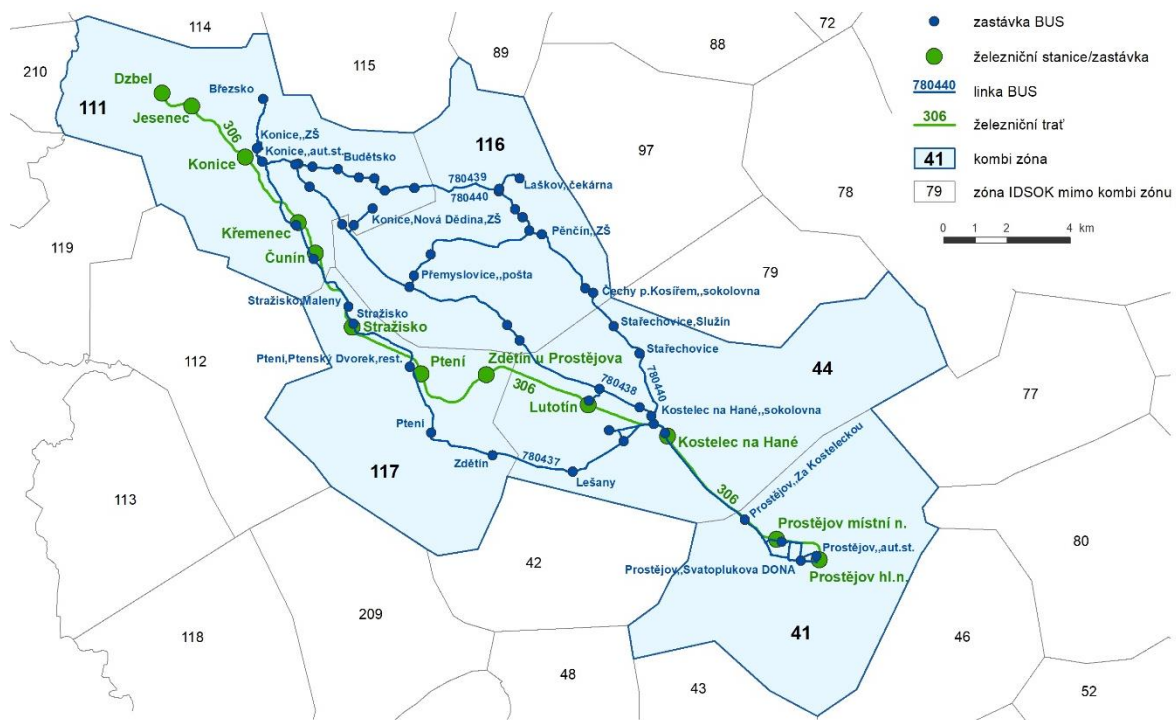 114
72
88
89
210
115
zastávka BUS
železniční stanice/zastávka
780440
linka BUS
306
železniční trať
41
kombi zóna
79
zóna IDSOK mimo kombi zónu
0 1 2 4 km
Dzbel
Březsko
111
Jesenec
306
Konice,,ZŠ
Konice,,aut.st.
Budětsko
116
97
Konice
780439
780440
Laškov,,čekárna
78
Konice,Nová Dědina,ZŠ
Křemenec
Pěnčín,,ZŠ
119
Čunín
Přemyslovice,,pošta
79
Čechy p.Kosířem,,sokolovna
Stražisko,Maleny
Stražisko
Stražisko
Stařechovice,Služín
112
Stařechovice
Ptení,Ptenský Dvorek,rest.
Ptení
Zdětín u Prostějova
44
306
780438
780440
77
Lutotín
Kostelec na Hané,,sokolovna
Ptení
Kostelec na Hané
Zdětín
780437
117
Lešany
113
306
Prostějov,,Za Kosteleckou
Prostějov místní n.
80
Prostějov,,aut.st.
42
Prostějov,,Svatoplukova DONA
Prostějov hl.n.
209
118
41
46
48
43
52